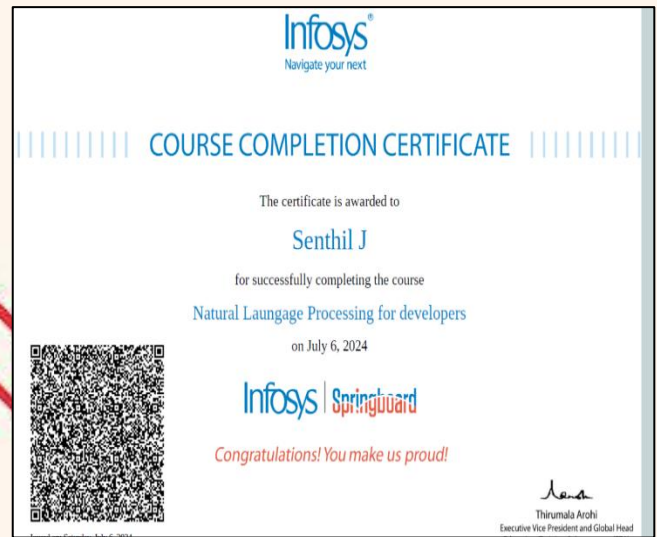 Infosys®
Navigate your next
COURSE COMPLETION CERTIFICATE
The certificate is awarded to
Senthil J
for successfully completing the course
Natural Laungage Processing for developers
on July 6, 2024
Infosys | Springboard
Congratulations! You make us proud!
Thirumala Arohi
Executive Vice President and Global Head